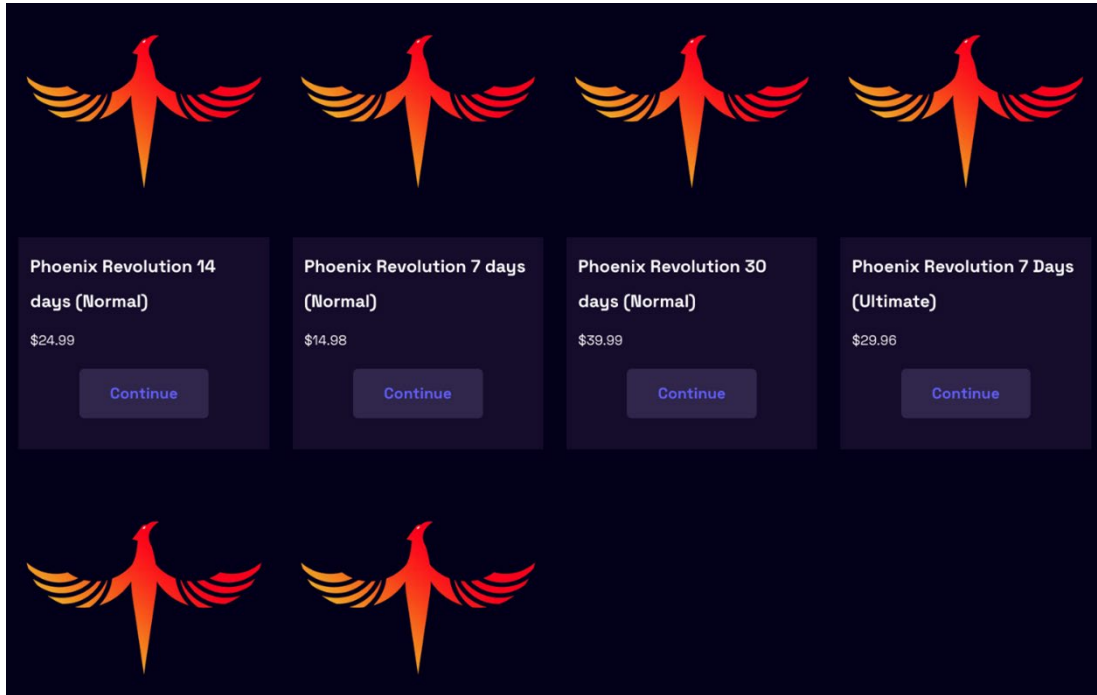 Phoenix Revolution 14
days (Normal)
$24.99
Continue
Phoenix Revolution 7 days
(Normal)
$14.98
Continue
Phoenix Revolution 30
days (Normal)
$39.99
Continue
Phoenix Revolution 7 Days
(Ultimate)
$29.96
Continue